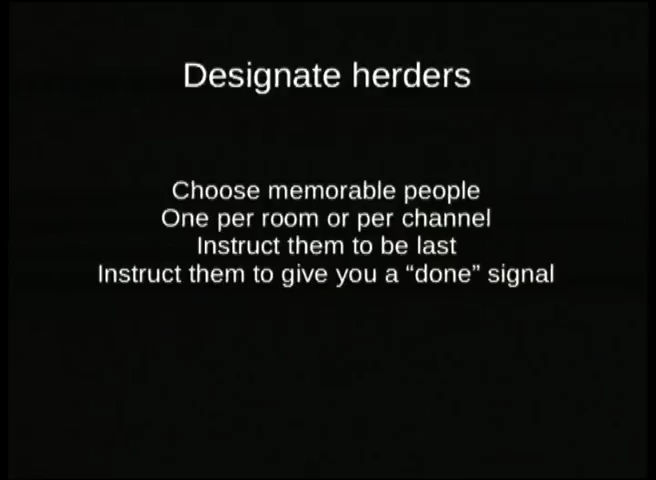 Designate herders
Choose memorable people
One per room or per channel
Instruct them to be last
Instruct them to give you a “done” signal